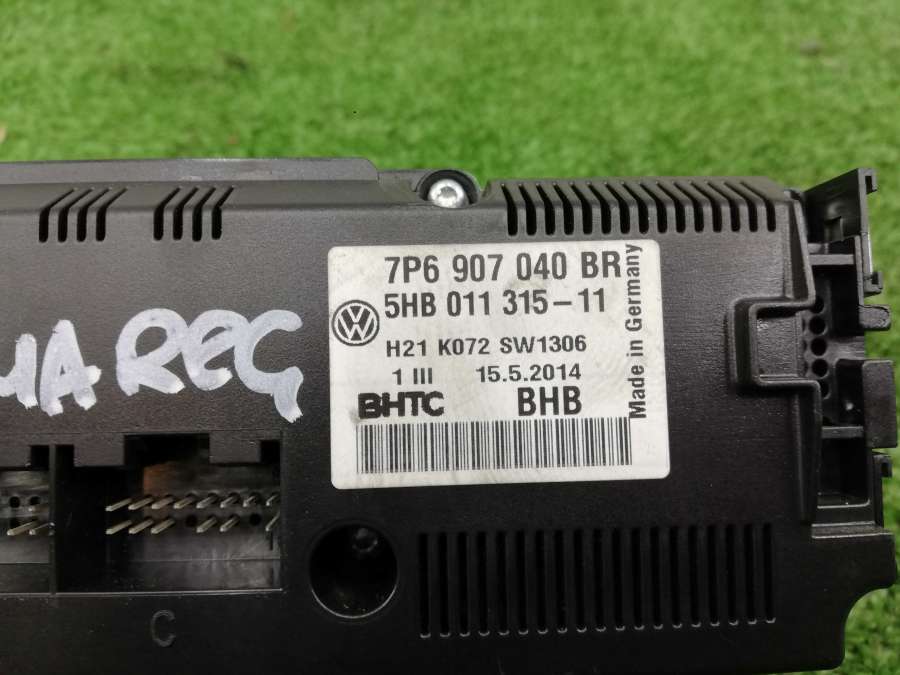 7P6 907 040 BR
5HB 011 315-11
H21 K072 SW1306
1 III 15.5.2014
BHTC BHB
Made in Germany
UAREG
C